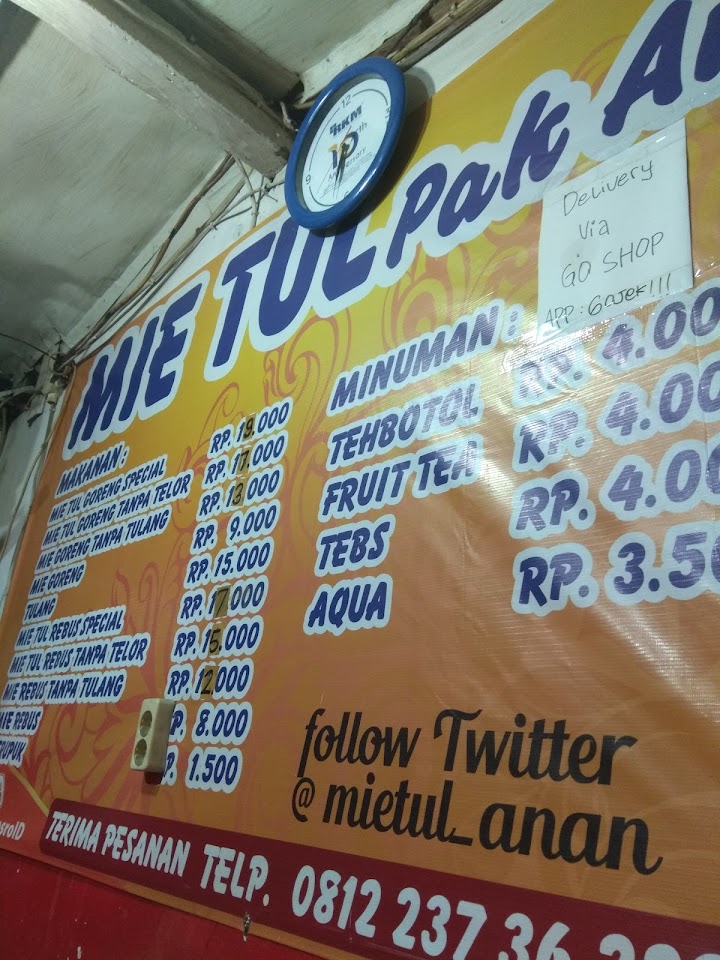 12
BKM
9
MIE TUL Pak
Delivery
Via
GO SHOP
APP : GOJEK!!!
MAKANAN :
MIE TUL GORENG SPECIAL RP. 19.000
MIE TUL GORENG TANPA TELOR RP. 17.000
MIE GORENG TANPA TULANG RP. 13.000
MIE GORENG RP. 9.000
TULANG RP. 15.000
MIE TUL REBUS SPECIAL RP. 17.000
MIE TUL REBUS TANPA TELOR RP. 15.000
MIE REBUS TANPA TULANG RP. 12.000
MIE REBUS RP. 8.000
1.500
MINUMAN :
TEHBOTOL RP. 4.00
FRUIT TEA RP. 4.00
TEBS RP. 4.00
AQUA RP. 3.50
follow Twitter
@ mietul_anan
TERIMA PESANAN TELP. 0812 237 36